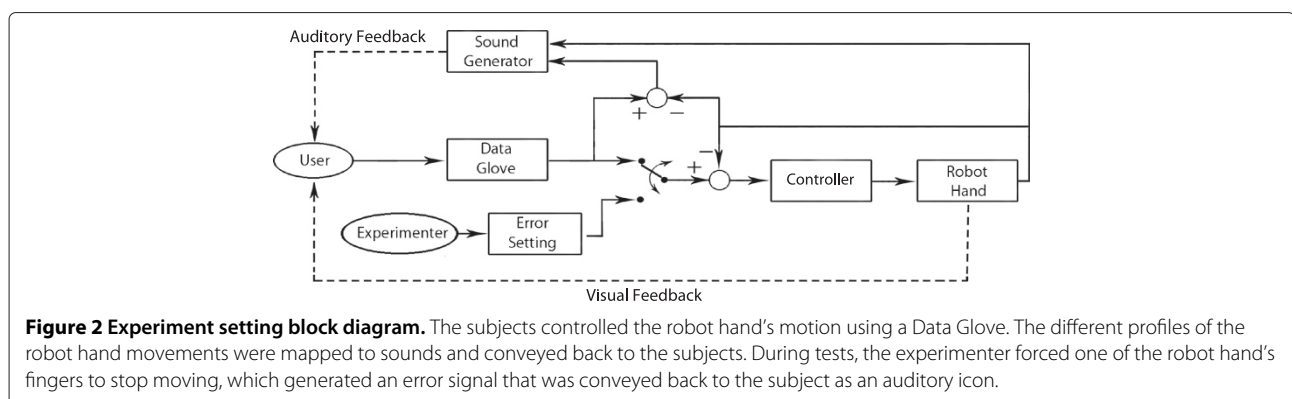 Auditory Feedback
Sound
Generator
+
−
User
Data
Glove
−
+
Controller
Robot
Hand
Experimenter
Error
Setting
Visual Feedback
Figure 2 Experiment setting block diagram. The subjects controlled the robot hand's motion using a Data Glove. The different profiles of the
robot hand movements were mapped to sounds and conveyed back to the subjects. During tests, the experimenter forced one of the robot hand's
fingers to stop moving, which generated an error signal that was conveyed back to the subject as an auditory icon.